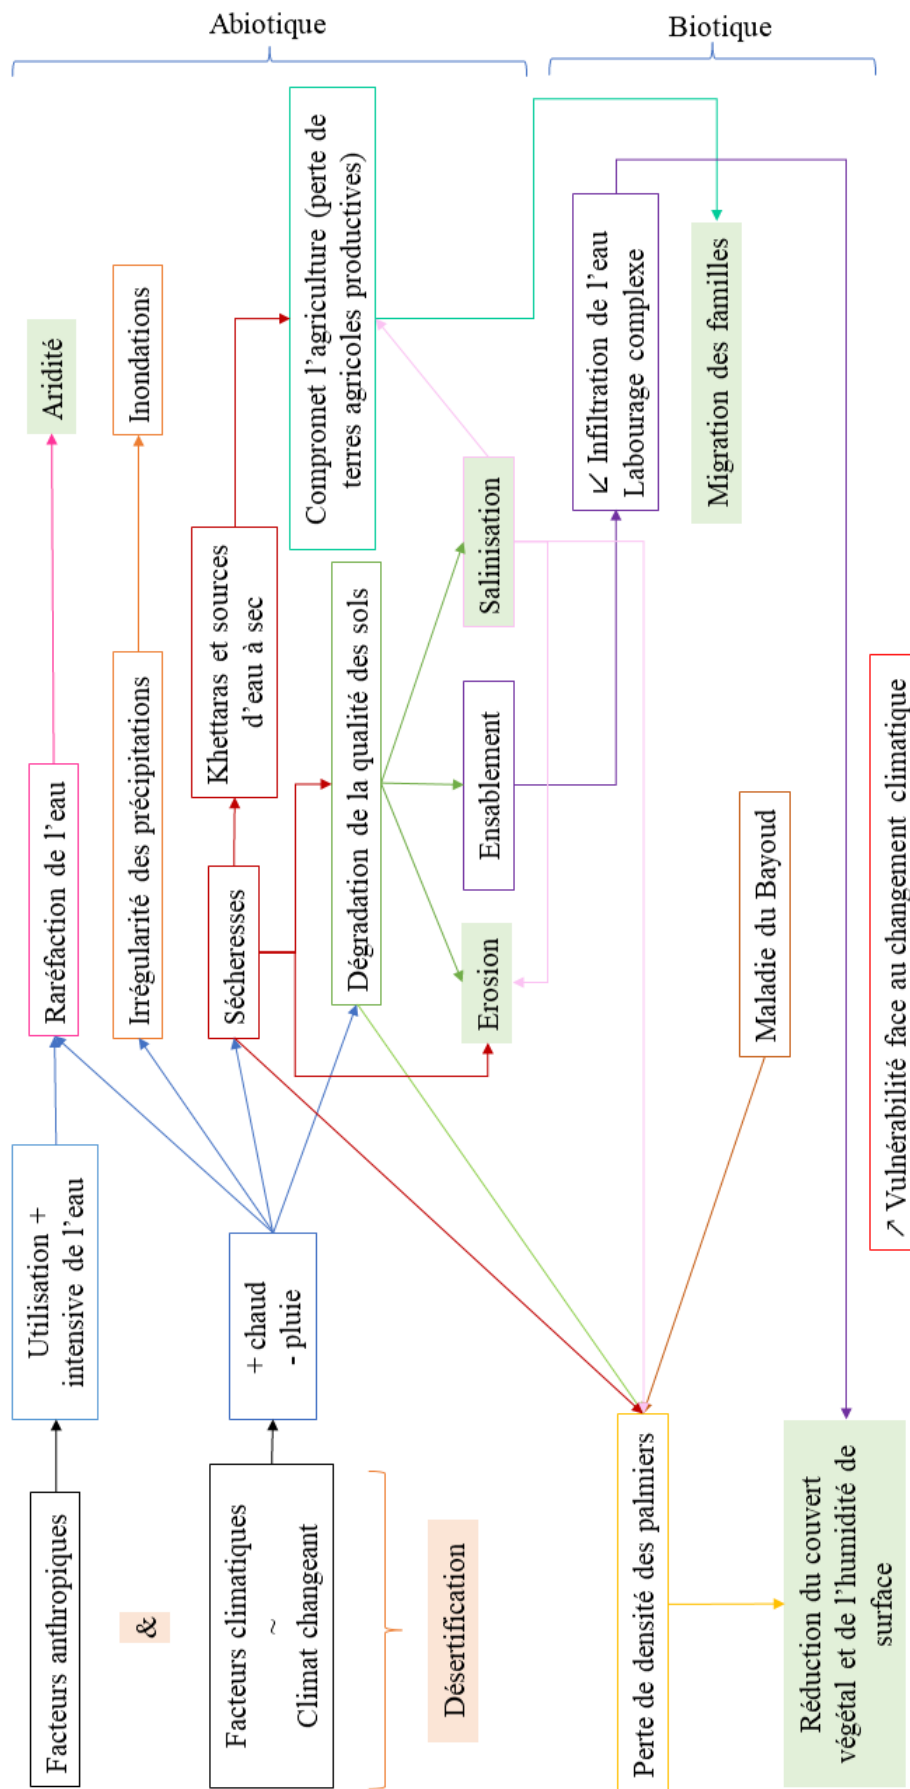 Facteurs anthropiques
&
Facteurs climatiques
~
Climat changeant
Désertification
Utilisation +
intensive de l’eau
+ chaud
- pluie
Raréfaction de l’eau
Aridité
Irrégularité des précipitations
Inondations
Sécheresses
Khettaras et sources
d’eau à sec
Compromet l’agriculture (perte de
terres agricoles productives)
Dégradation de la qualité des sols
Erosion
Ensablement
Salinisation
Abiotique
↙ Infiltration de l’eau
Labourage complexe
Migration des familles
Perte de densité des palmiers
Maladie du Bayoud
Réduction du couvert
végétal et de l’humidité de
surface
Biotique
↗ Vulnérabilité face au changement climatique